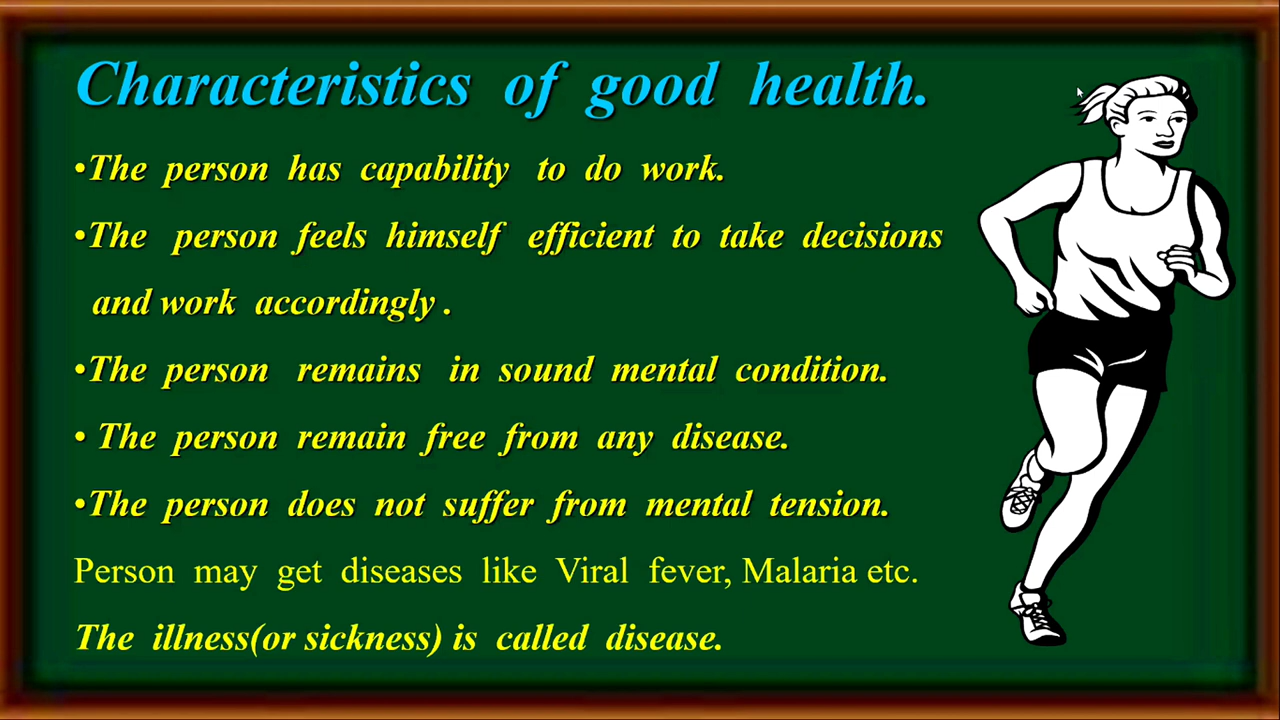 Characteristics of good health.
•The person has capability to do work.
•The person feels himself efficient to take decisions
and work accordingly .
•The person remains in sound mental condition.
• The person remain free from any disease.
•The person does not suffer from mental tension.
Person may get diseases like Viral fever, Malaria etc.
The illness(or sickness) is called disease.